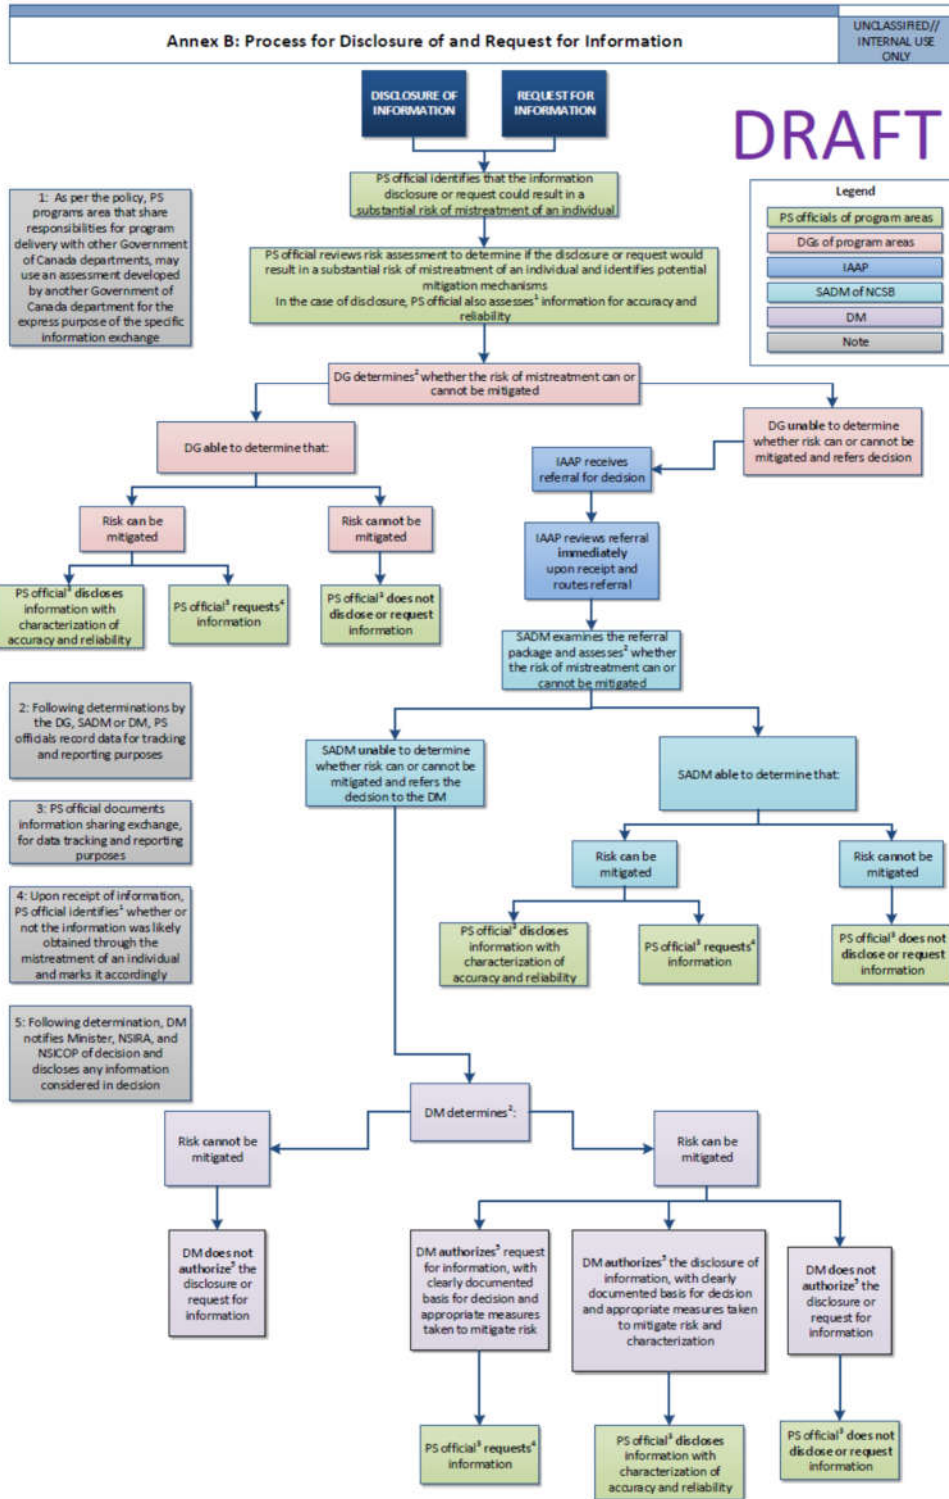 Annex B: Process for Disclosure of and Request for Information
UNCLASSIFIED//
INTERNAL USE
ONLY
DISCLOSURE OF
INFORMATION
REQUEST FOR
INFORMATION
DRAFT
PS official identifies that the information
disclosure or request could result in a
substantial risk of mistreatment of an individual
Legend
PS officials of program areas
DGs of program areas
IAAP
SADM of NCSB
DM
Note
1: As per the policy, PS
programs area that share
responsibilities for program
delivery with other Government
of Canada departments, may
use an assessment developed
by another Government of
Canada department for the
express purpose of the specific
information exchange
PS official reviews risk assessment to determine if the disclosure or request would
result in a substantial risk of mistreatment of an individual and identifies potential
mitigation mechanisms
In the case of disclosure, PS official also assesses¹ information for accuracy and
reliability
DG determines² whether the risk of mistreatment can or
cannot be mitigated
DG able to determine that:
DG unable to determine
whether risk can or cannot be
mitigated and refers decision
IAAP receives
referral for decision
Risk can be
mitigated
Risk cannot be
mitigated
IAAP reviews referral
immediately
upon receipt and
routes referral
PS official³ discloses
information with
characterization of
accuracy and reliability
PS official³ requests⁴
information
PS official³ does not
disclose or request
information
SADM examines the referral
package and assesses² whether
the risk of mistreatment can or
cannot be mitigated
2: Following determinations by
the DG, SADM or DM, PS
officials record data for tracking
and reporting purposes
SADM unable to determine
whether risk can or cannot be
mitigated and refers the
decision to the DM
SADM able to determine that:
3: PS official documents
information sharing exchange,
for data tracking and reporting
purposes
Risk can be
mitigated
Risk cannot be
mitigated
4: Upon receipt of information,
PS official identifies¹ whether or
not the information was likely
obtained through the
mistreatment of an individual
and marks it accordingly
PS official³ discloses
information with
characterization of
accuracy and reliability
PS official³ requests⁴
information
PS official³ does not
disclose or request
information
5: Following determination, DM
notifies Minister, NSIRA, and
NSICOP of decision and
discloses any information
considered in decision
DM determines²:
Risk cannot be
mitigated
Risk can be
mitigated
DM does not
authorize⁵ the
disclosure or
request for
information
DM authorizes⁵ request
for information, with
clearly documented
basis for decision and
appropriate measures
taken to mitigate risk
DM authorizes⁵ the disclosure of
information, with clearly
documented basis for decision
and appropriate measures taken
to mitigate risk and
characterization
DM does not
authorize⁵ the
disclosure or
request for
information
PS official³ requests⁴
information
PS official³ discloses
information with
characterization of
accuracy and reliability
PS official³ does not
disclose or request
information